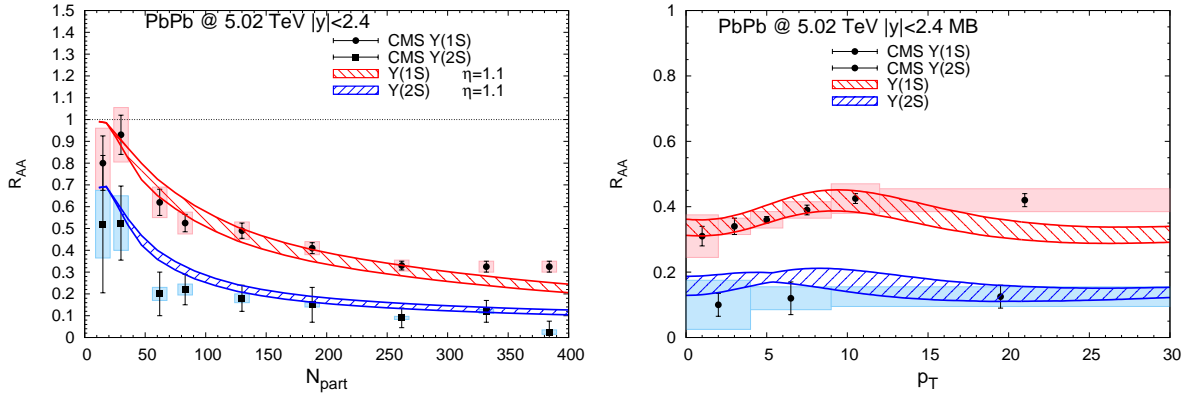 PbPb @ 5.02 TeV |y|<2.4
CMS Y(1S)
CMS Y(2S)
Y(1S) η=1.1
Y(2S) η=1.1
1.5
1.4
1.3
1.2
1.1
1
0.9
0.8
0.7
0.6
0.5
0.4
0.3
0.2
0.1
0
R_AA
0 50 100 150 200 250 300 350 400
N_part
PbPb @ 5.02 TeV |y|<2.4 MB
CMS Y(1S)
CMS Y(2S)
Y(1S)
Y(2S)
1
0.8
0.6
0.4
0.2
0
R_AA
0 5 10 15 20 25 30
p_T